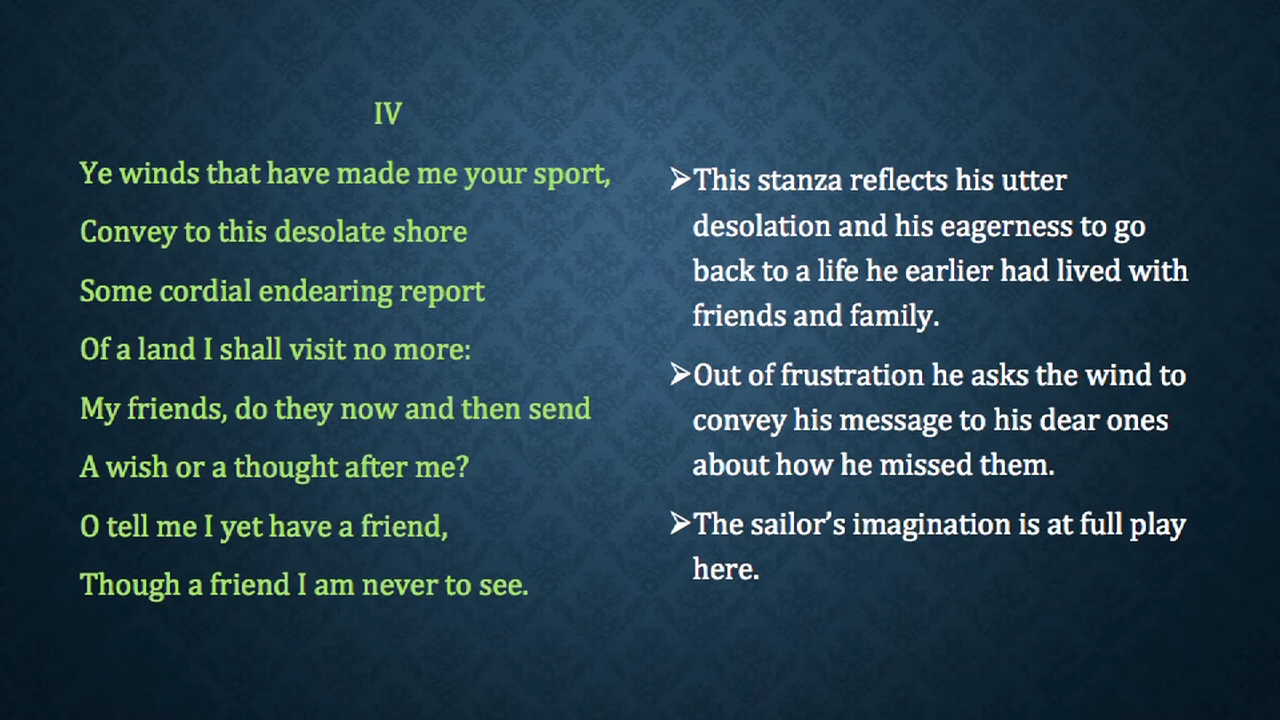 IV
Ye winds that have made me your sport,
Convey to this desolate shore
Some cordial endearing report
Of a land I shall visit no more:
My friends, do they now and then send
A wish or a thought after me?
O tell me I yet have a friend,
Though a friend I am never to see.
➢This stanza reflects his utter
desolation and his eagerness to go
back to a life he earlier had lived with
friends and family.
➢Out of frustration he asks the wind to
convey his message to his dear ones
about how he missed them.
➢The sailor’s imagination is at full play
here.